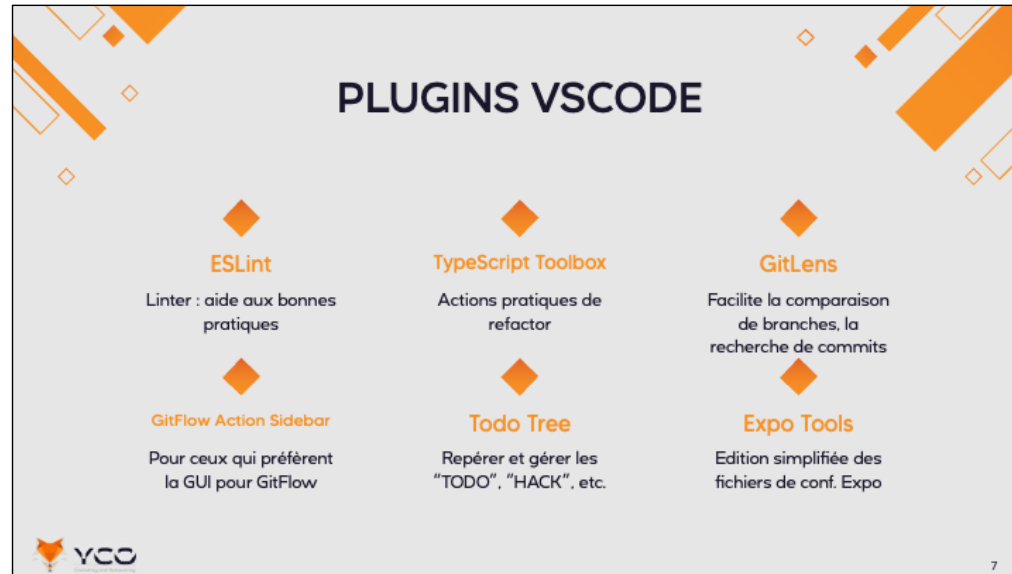 PLUGINS VSCODE
ESLint
Linter : aide aux bonnes
pratiques
TypeScript Toolbox
Actions pratiques de
refactor
GitLens
Facilite la comparaison
de branches, la
recherche de commits
GitFlow Action Sidebar
Pour ceux qui préfèrent
la GUI pour GitFlow
Todo Tree
Repérer et gérer les
"TODO", "HACK", etc.
Expo Tools
Edition simplifiée des
fichiers de conf. Expo
YCO
7